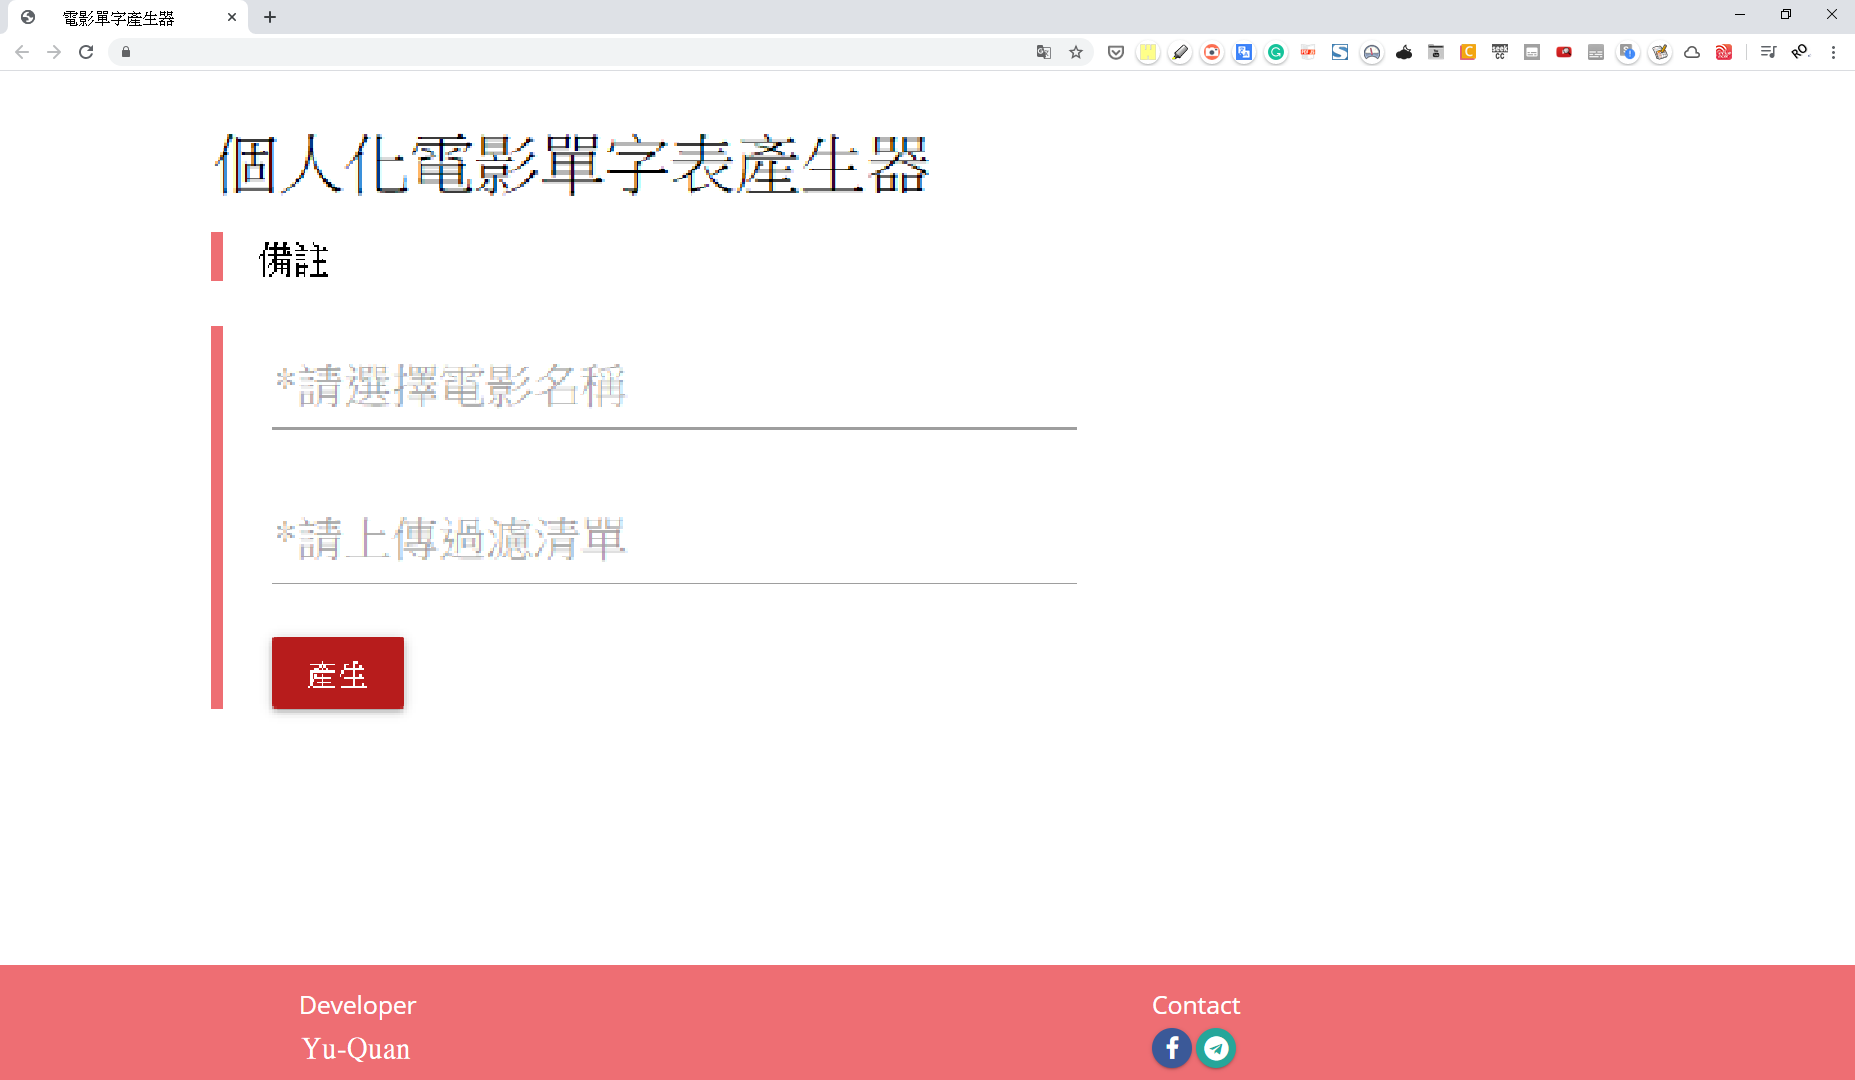 電影單字產生器
個人化電影單字表產生器
備註
*請選擇電影名稱
*請上傳過濾清單
產生
Developer
Contact
Yu-Quan